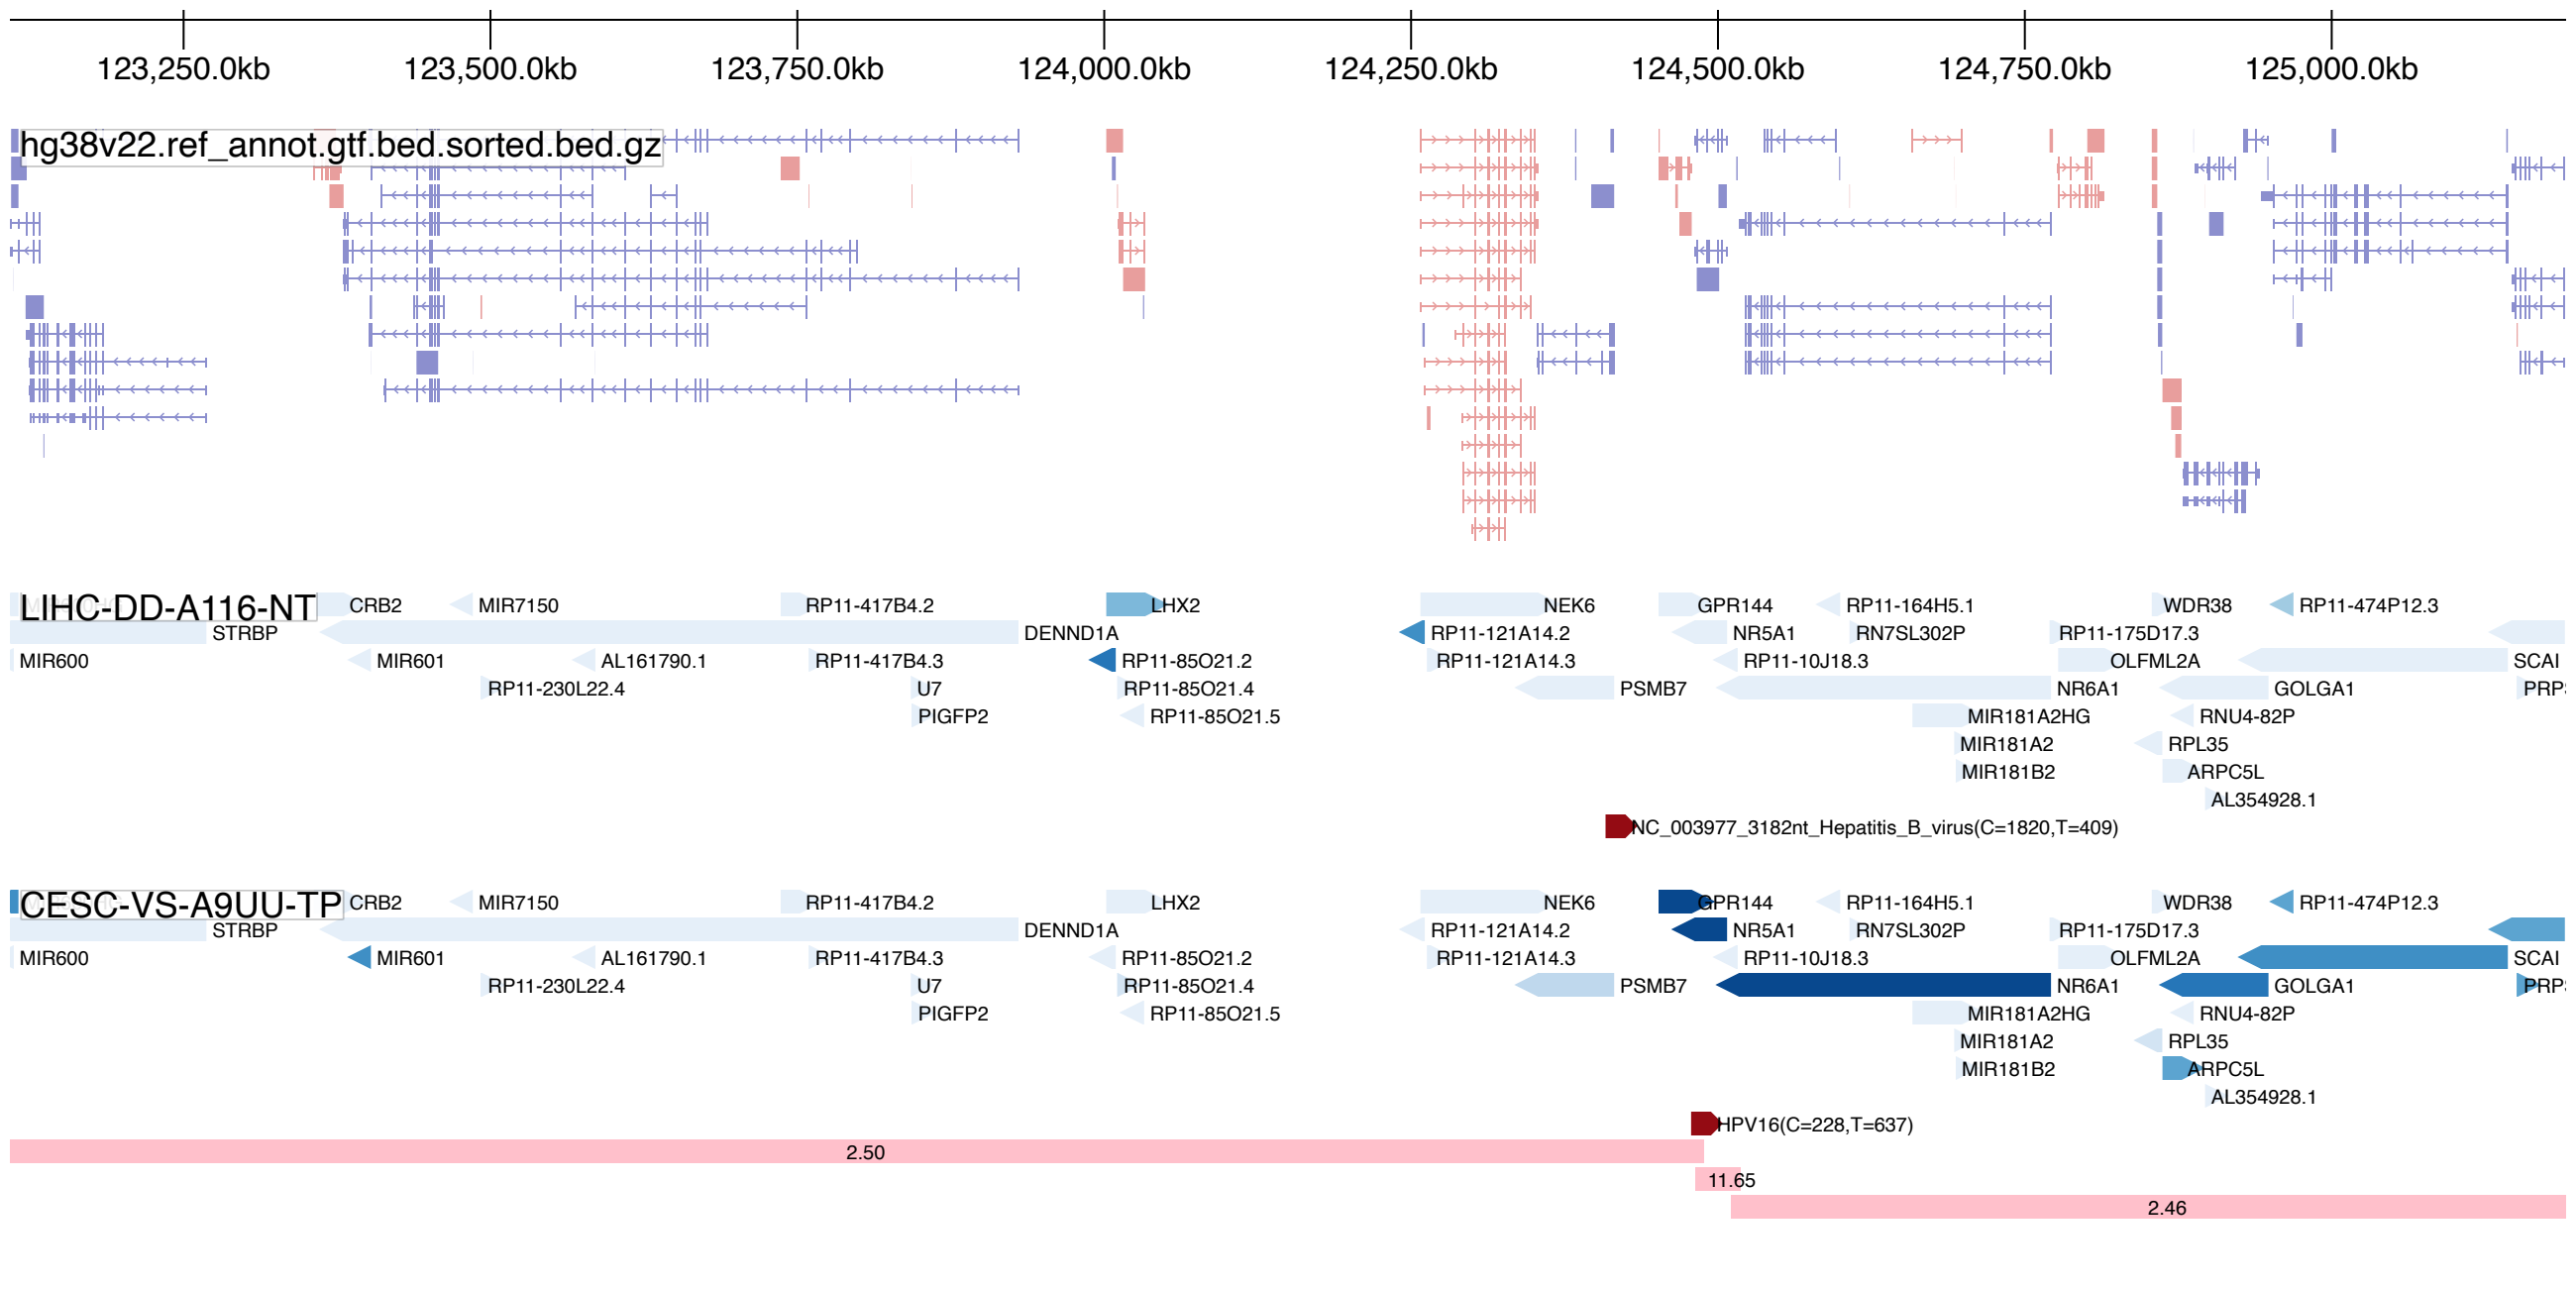 123,250.0kb 123,500.0kb 123,750.0kb 124,000.0kb 124,250.0kb 124,500.0kb 124,750.0kb 125,000.0kb
hg38v22.ref_annot.gtf.bed.sorted.bed.gz
LIHC-DD-A116-NT CRB2 MIR7150 RP11-417B4.2 LHX2 NEK6 GPR144 RP11-164H5.1 WDR38 RP11-474P12.3
STRBP DENND1A RP11-121A14.2 NR5A1 RN7SL302P RP11-175D17.3
MIR600 MIR601 AL161790.1 RP11-417B4.3 RP11-85O21.2 RP11-121A14.3 RP11-10J18.3 OLFML2A SCAI
RP11-230L22.4 U7 RP11-85O21.4 PSMB7 NR6A1 GOLGA1 PRP
PIGFP2 RP11-85O21.5 MIR181A2HG RNU4-82P
MIR181A2 RPL35
MIR181B2 ARPC5L
AL354928.1
NC_003977_3182nt_Hepatitis_B_virus(C=1820,T=409)
CESC-VS-A9UU-TP CRB2 MIR7150 RP11-417B4.2 LHX2 NEK6 GPR144 RP11-164H5.1 WDR38 RP11-474P12.3
STRBP DENND1A RP11-121A14.2 NR5A1 RN7SL302P RP11-175D17.3
MIR600 MIR601 AL161790.1 RP11-417B4.3 RP11-85O21.2 RP11-121A14.3 RP11-10J18.3 OLFML2A SCAI
RP11-230L22.4 U7 RP11-85O21.4 PSMB7 NR6A1 GOLGA1 PRP
PIGFP2 RP11-85O21.5 MIR181A2HG RNU4-82P
MIR181A2 RPL35
MIR181B2 ARPC5L
AL354928.1
HPV16(C=228,T=637)
2.50
11.65
2.46